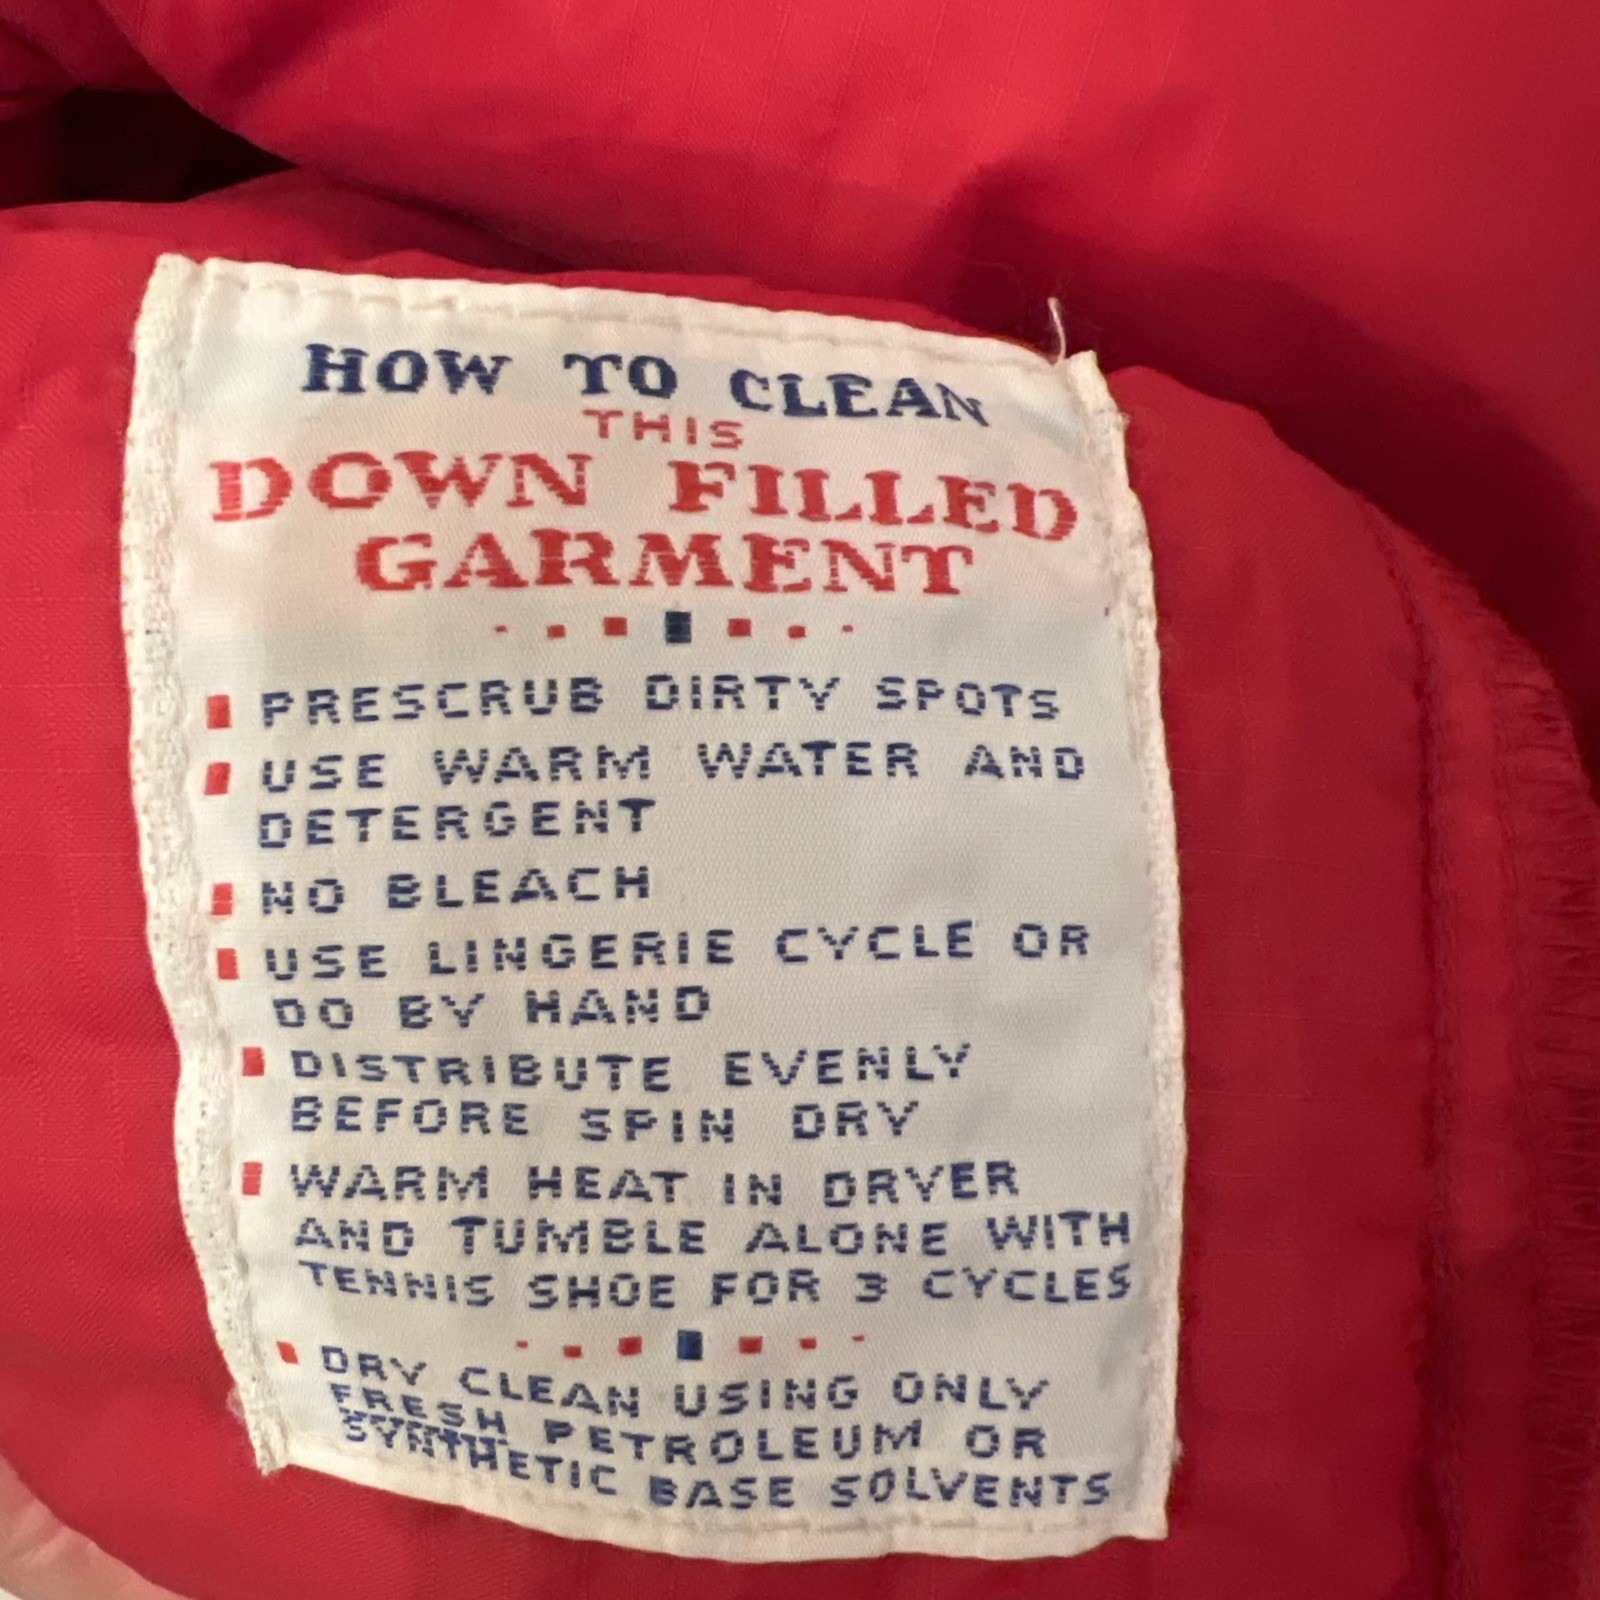 HOW TO CLEAN
THIS
DOWN FILLED
GARMENT
PRESCRUB DIRTY SPOTS
USE WARM WATER AND
DETERGENT
NO BLEACH
USE LINGERIE CYCLE OR
DO BY HAND
DISTRIBUTE EVENLY
BEFORE SPIN DRY
WARM HEAT IN DRYER
AND TUMBLE ALONE WITH
TENNIS SHOE FOR 3 CYCLES
DRY CLEAN USING ONLY
FRESH PETROLEUM OR
SYNTHETIC BASE SOLVENTS